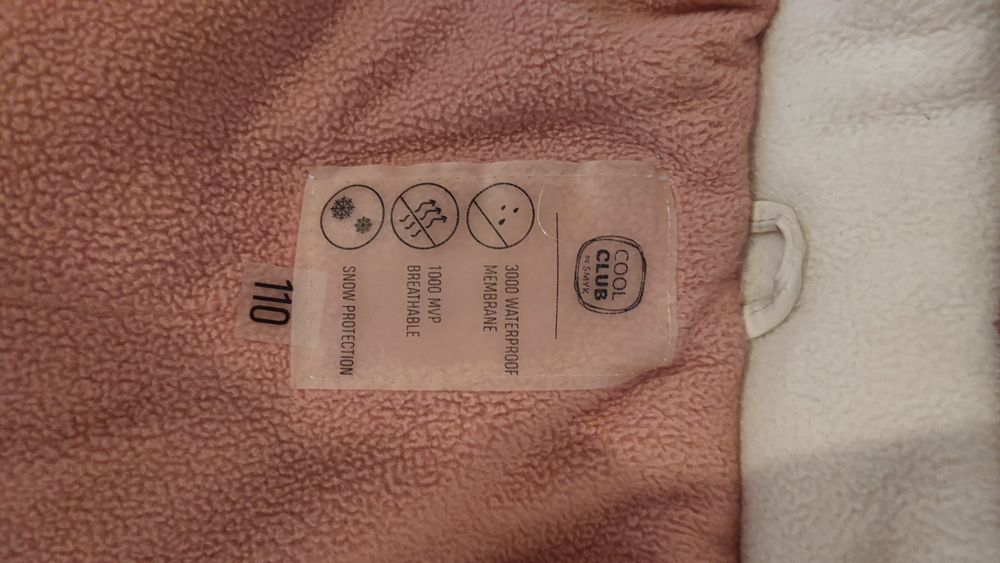 COOL
CLUB
BY SMYK
3000 WATERPROOF
MEMBRANE
1000 MVP
BREATHABLE
SNOW PROTECTION
110